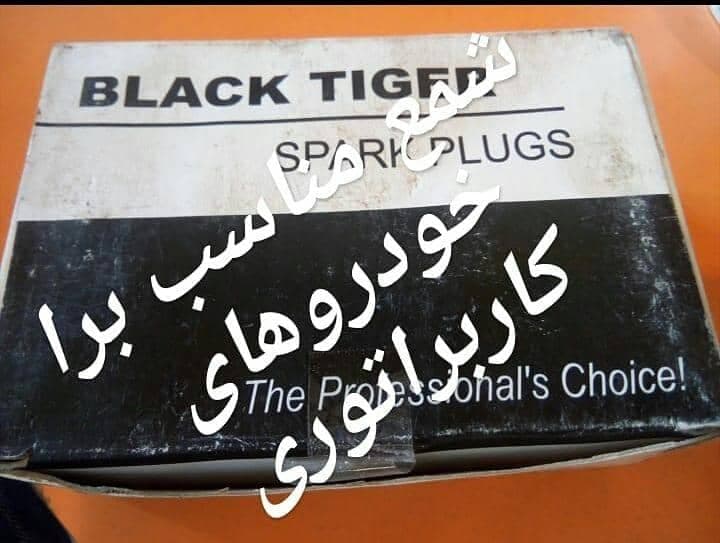 BLACK TIGER
SPARK PLUGS
شمع مناسب برا
خودروهای
کاربراتوری
The Professional's Choice!